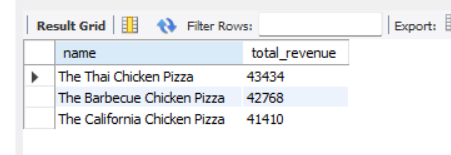 Result Grid Filter Rows: Export:
name total_revenue
The Thai Chicken Pizza 43434
The Barbecue Chicken Pizza 42768
The California Chicken Pizza 41410